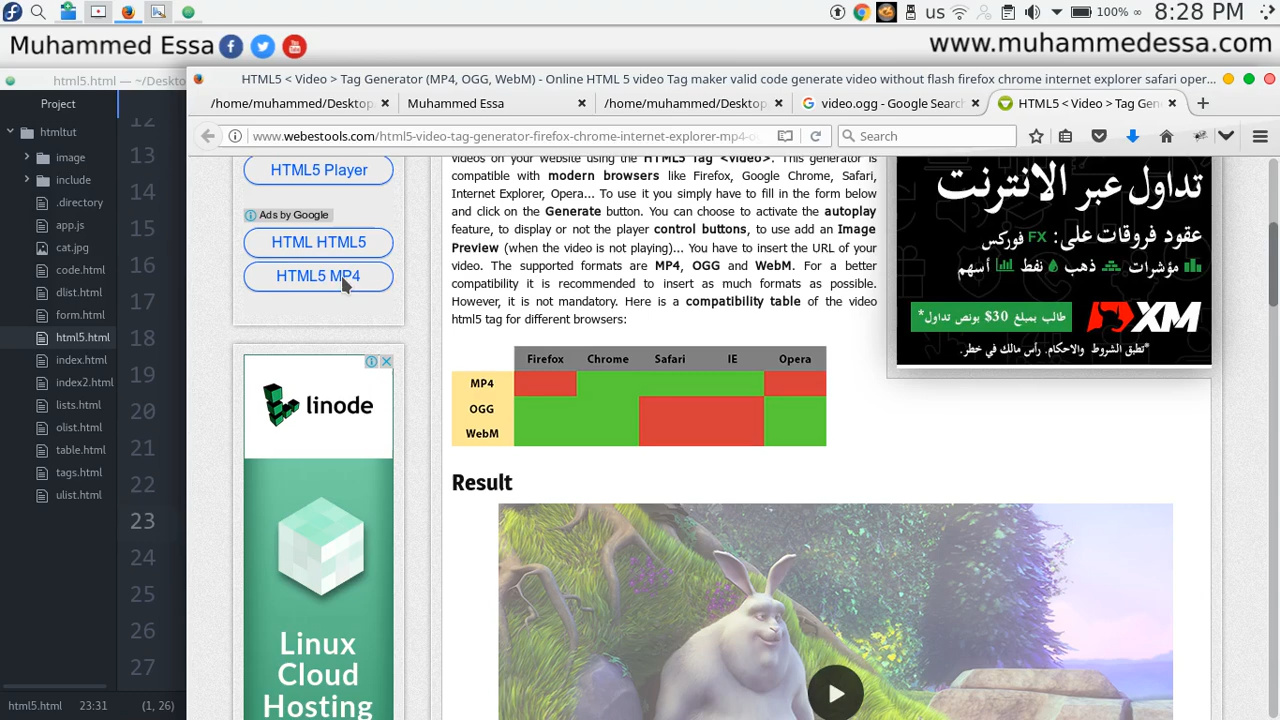 us
100%
8:28 PM
Muhammed Essa
www.muhammedessa.com
html5.html — ~/Deskto
HTML5 < Video > Tag Generator (MP4, OGG, WebM) - Online HTML 5 video Tag maker valid code. Insert a video without flash firefox chrome internet explorer safari oper...
Project
/home/muhammed/Desktop
Muhammed Essa
/home/muhammed/Desktop
video.ogg - Google Search
HTML5 < Video > Tag Gen
www.webestools.com/html5-video-tag-generator-firefox-chrome-internet-explorer-mp4-o
Search
htmltut
image
include
.directory
app.js
cat.jpg
code.html
dlist.html
form.html
html5.html
index.html
index2.html
lists.html
olist.html
table.html
tags.html
ulist.html
12
13
14
15
16
17
18
19
20
21
22
23
24
25
26
27
HTML5 Player
Ads by Google
HTML HTML5
HTML5 MP4
linode
Linux
Cloud
Hosting
videos on your website using the HTML5 Tag <video>. This generator is
compatible with modern browsers like Firefox, Google Chrome, Safari,
Internet Explorer, Opera... To use it you simply have to fill in the form below
and click on the Generate button. You can choose to activate the autoplay
feature, to display or not the player control buttons, to use add an Image
Preview (when the video is not playing)... You have to insert the URL of your
video. The supported formats are MP4, OGG and WebM. For a better
compatibility it is recommended to insert as much formats as possible.
However, it is not mandatory. Here is a compatibility table of the video
html5 tag for different browsers:
Firefox Chrome Safari IE Opera
MP4
OGG
WebM
Result
تداول عبر الانترنت
عقود فروقات على: FX فوركس
مؤشرات ذهب نفط أسهم
طالب بمبلغ 30$ بونص تداول*
XM
*تطبق الشروط والاحكام. رأس مالك في خطر.
html5.html 23:31 (1, 26)